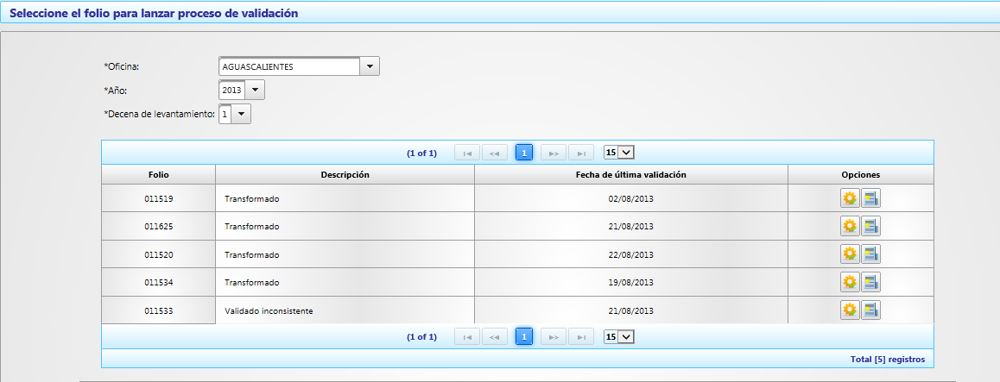 Seleccione el folio para lanzar proceso de validación
*Oficina: AGUASCALIENTES
*Año: 2013
*Decena de levantamiento: 1
(1 of 1) 1 15
Folio Descripción Fecha de última validación Opciones
011519 Transformado 02/08/2013
011625 Transformado 21/08/2013
011520 Transformado 22/08/2013
011534 Transformado 19/08/2013
011533 Validado inconsistente 21/08/2013
(1 of 1) 1 15
Total [5] registros